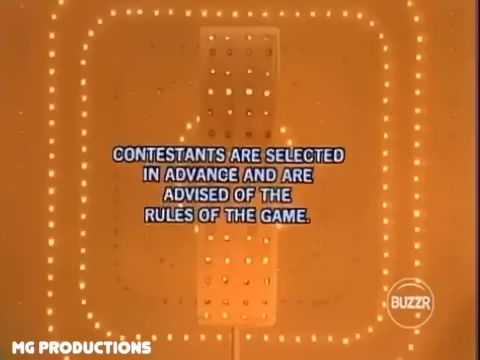 CONTESTANTS ARE SELECTED
IN ADVANCE AND ARE
ADVISED OF THE
RULES OF THE GAME.
BUZZR
MG PRODUCTIONS